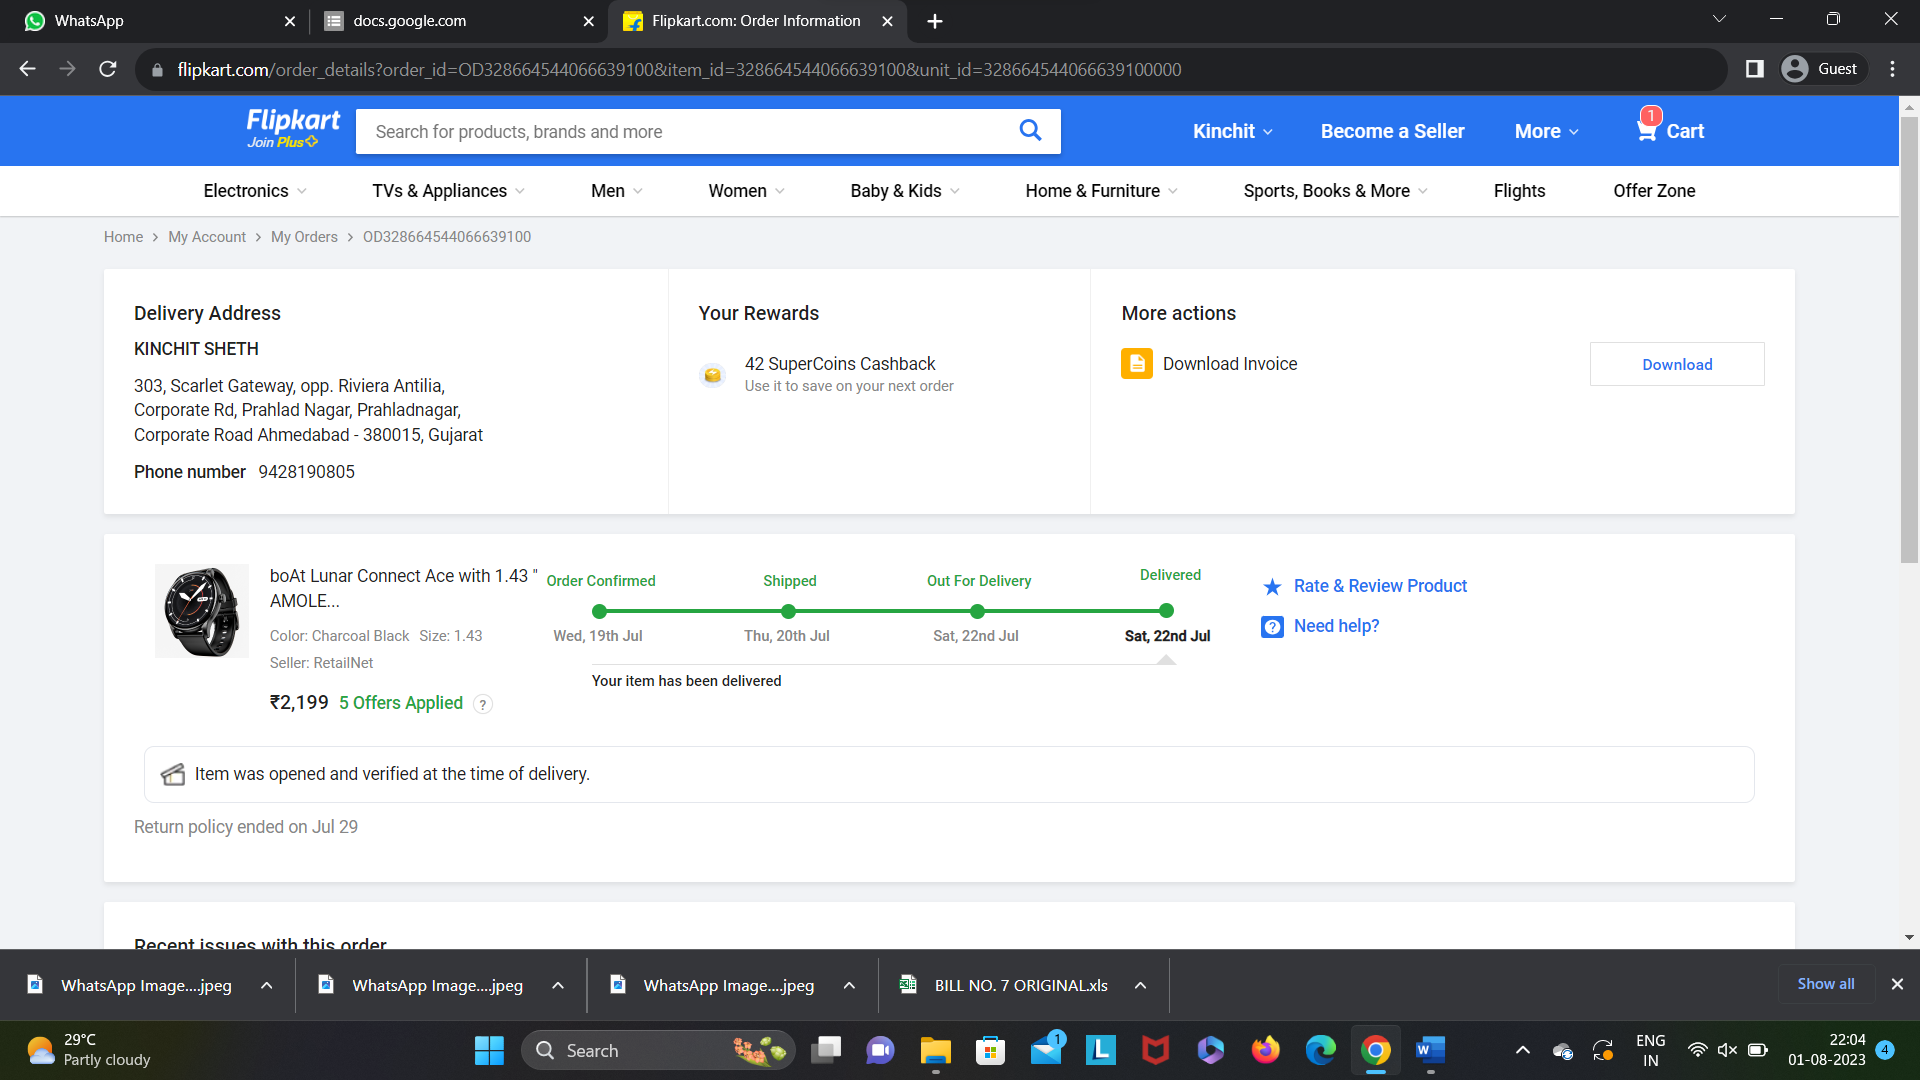 WhatsApp
docs.google.com
Flipkart.com: Order Information
flipkart.com/order_details?order_id=OD328664544066639100&item_id=328664544066639100&unit_id=328664544066639100000
Guest
Flipkart
Join Plus
Search for products, brands and more
Kinchit
Become a Seller
More
1
Cart
Electronics
TVs & Appliances
Men
Women
Baby & Kids
Home & Furniture
Sports, Books & More
Flights
Offer Zone
Home
My Account
My Orders
OD328664544066639100
Delivery Address
KINCHIT SHETH
303, Scarlet Gateway, opp. Riviera Antilia,
Corporate Rd, Prahlad Nagar, Prahladnagar,
Corporate Road Ahmedabad - 380015, Gujarat
Phone number 9428190805
Your Rewards
42 SuperCoins Cashback
Use it to save on your next order
More actions
Download Invoice
Download
boAt Lunar Connect Ace with 1.43 "
AMOLE...
Color: Charcoal Black Size: 1.43
Seller: RetailNet
₹2,199 5 Offers Applied ?
Order Confirmed
Shipped
Out For Delivery
Delivered
Wed, 19th Jul
Thu, 20th Jul
Sat, 22nd Jul
Sat, 22nd Jul
Your item has been delivered
Rate & Review Product
Need help?
Item was opened and verified at the time of delivery.
Return policy ended on Jul 29
Recent issues with this order
WhatsApp Image....jpeg
WhatsApp Image....jpeg
WhatsApp Image....jpeg
BILL NO. 7 ORIGINAL.xls
Show all
29°C
Partly cloudy
Search
1
ENG
IN
22:04
01-08-2023
4